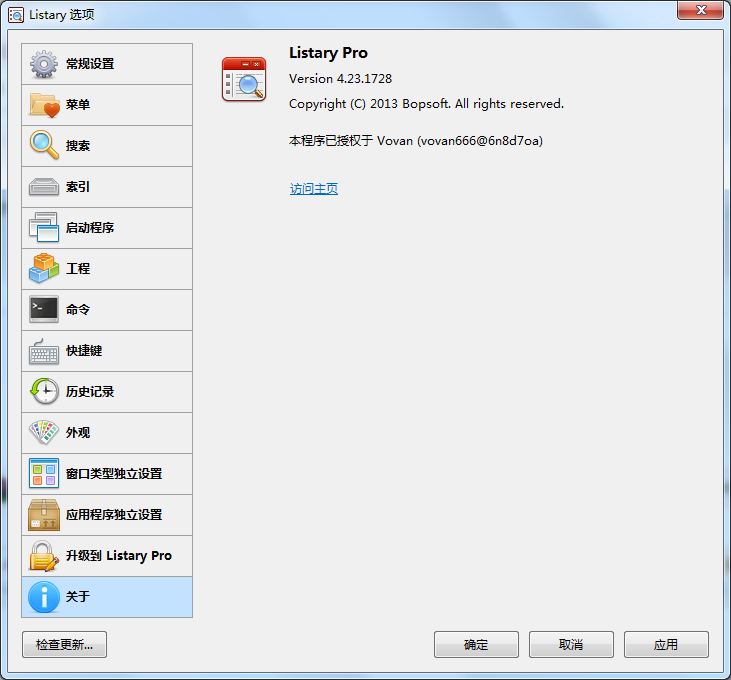 Listary 选项
常规设置
菜单
搜索
索引
启动程序
工程
命令
快捷键
历史记录
外观
窗口类型独立设置
应用程序独立设置
升级到 Listary Pro
关于
Listary Pro
Version 4.23.1728
Copyright (C) 2013 Bopsoft. All rights reserved.
本程序已授权于 Vovan (vovan666@6n8d7oa)
访问主页
检查更新...
确定
取消
应用